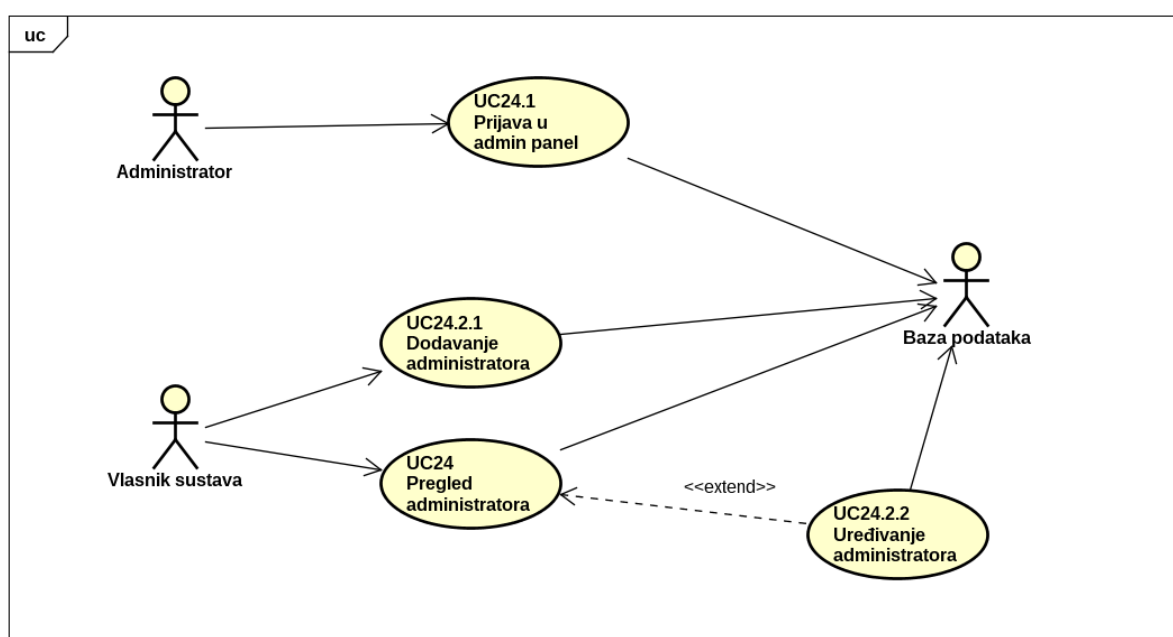 uc
UC24.1
Prijava u
admin panel
Administrator
UC24.2.1
Dodavanje
administratora
Baza podataka
Vlasnik sustava
UC24
Pregled
administratora
<<extend>>
UC24.2.2
Uređivanje
administratora